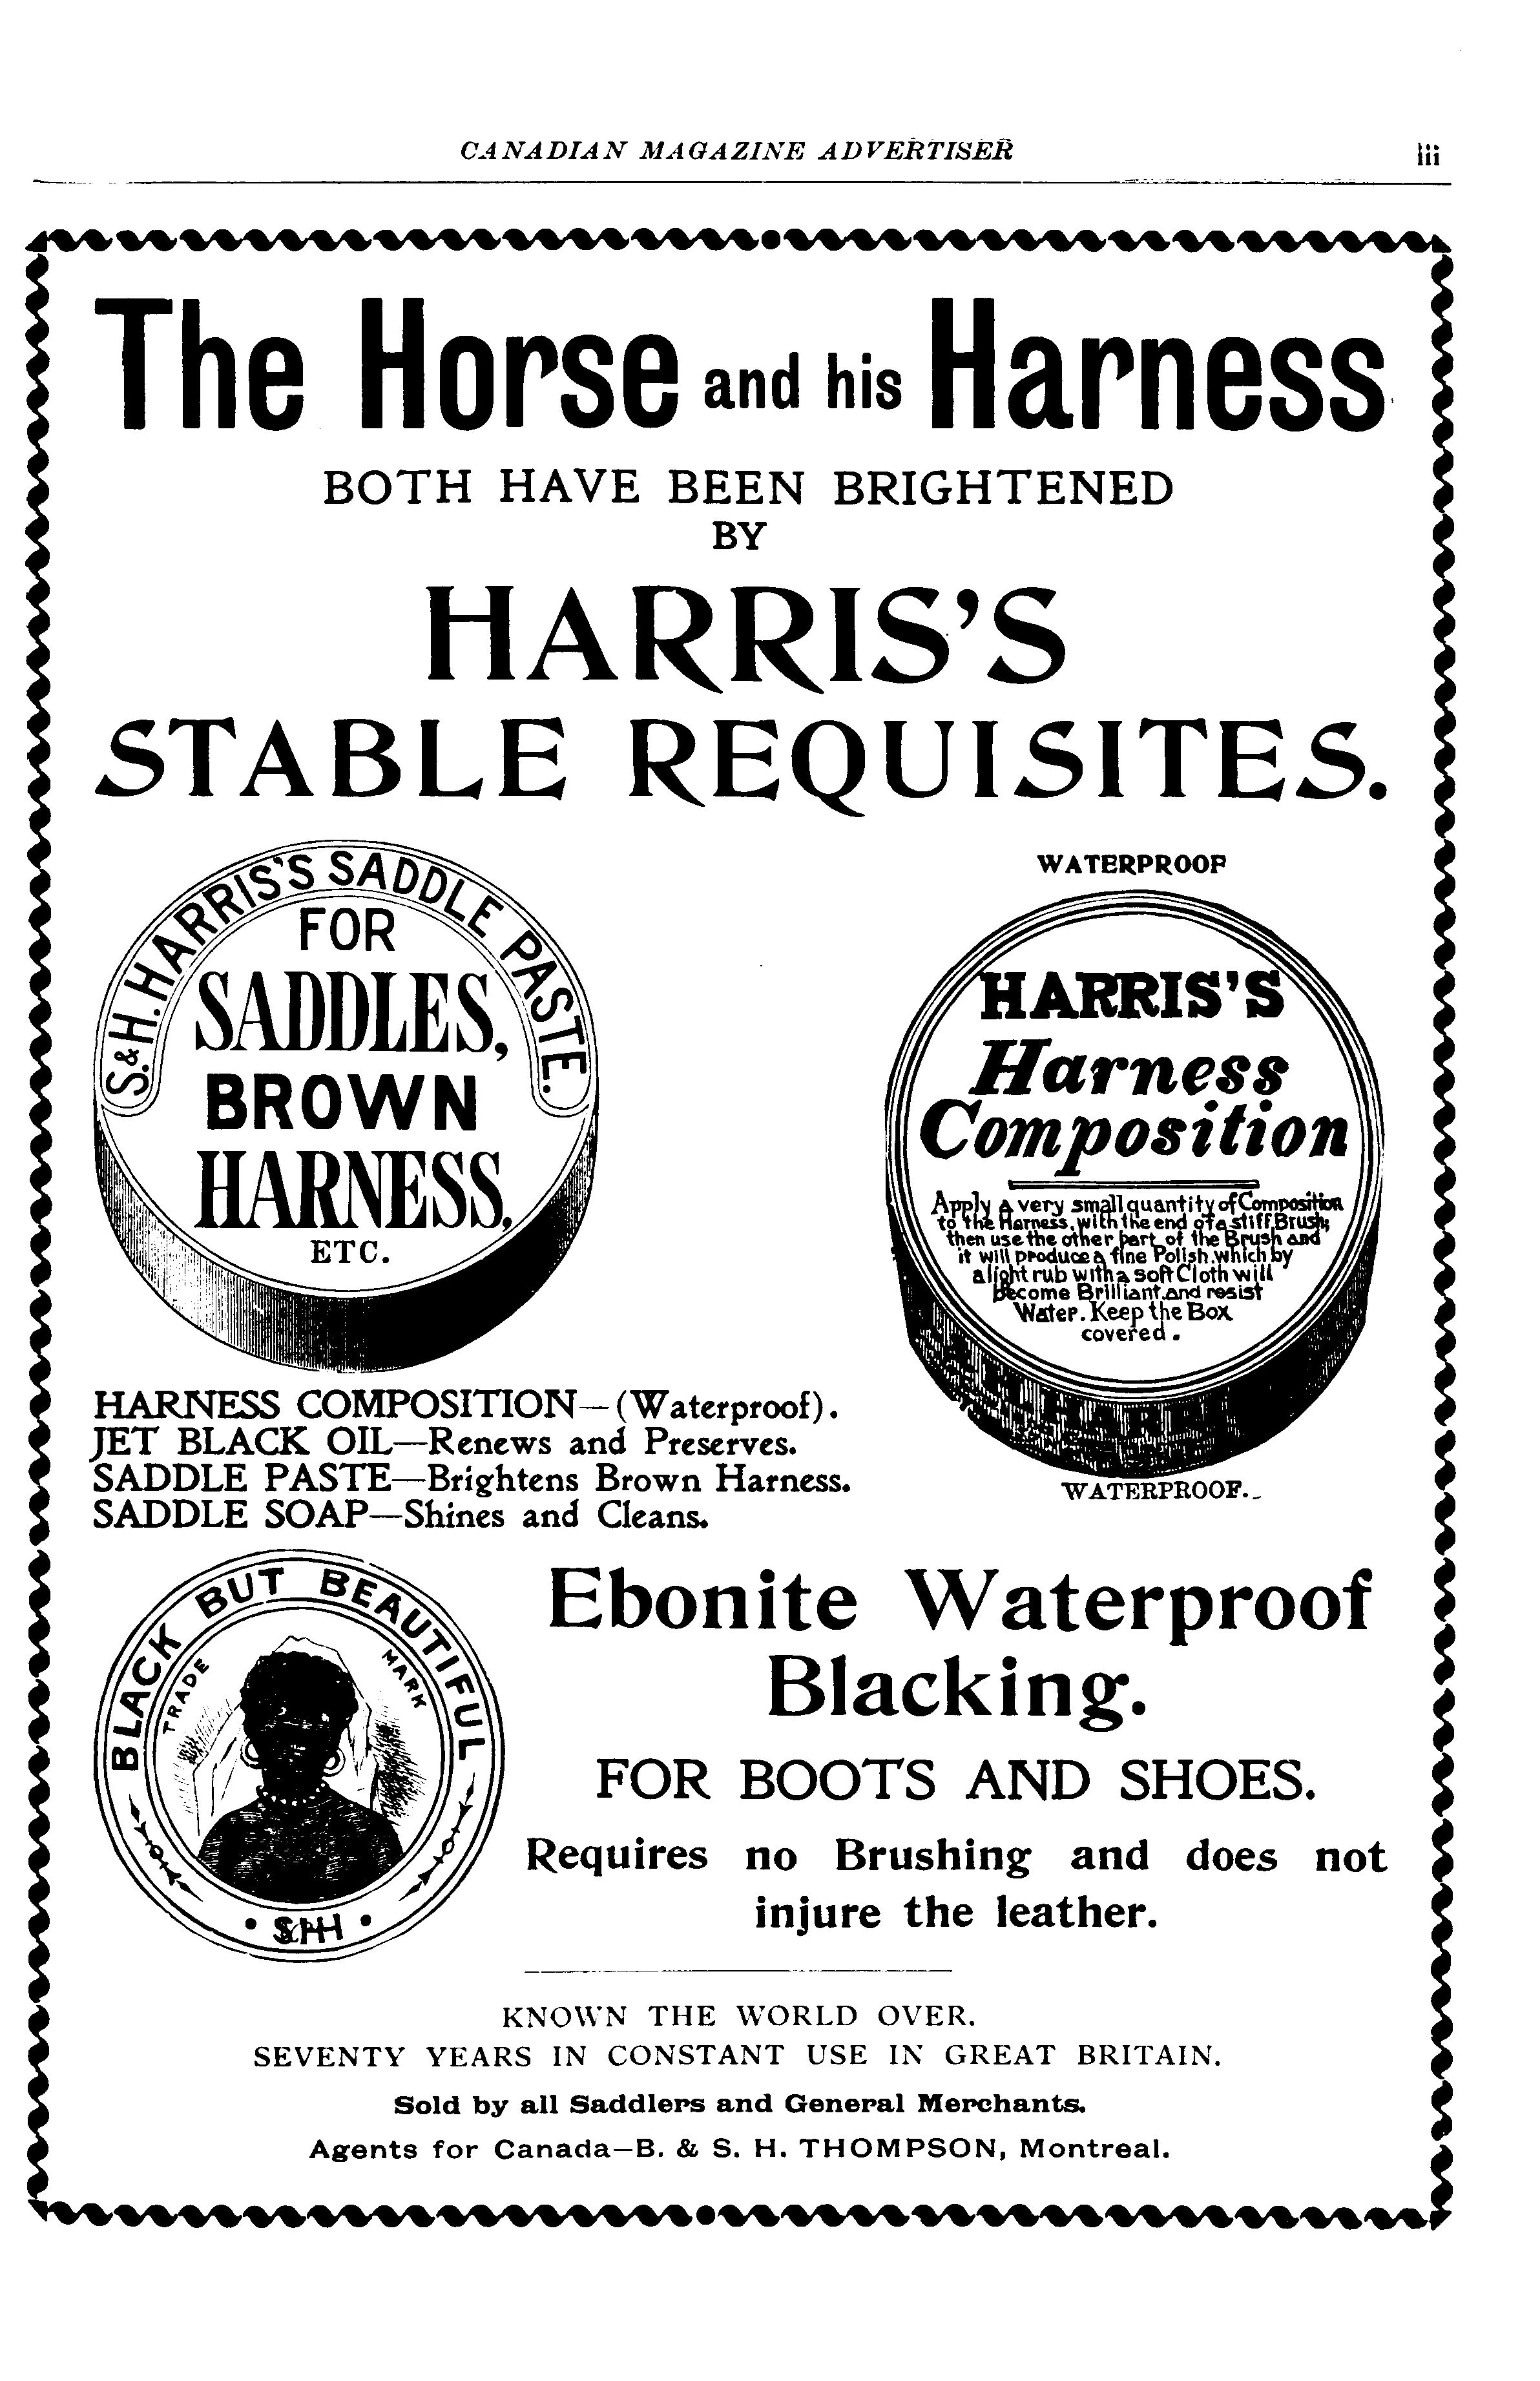 CANADIAN MAGAZINE ADVERTISER iii
The Horse and his Harness
BOTH HAVE BEEN BRIGHTENED
BY
HARRIS'S
STABLE REQUISITES.
S. & H. HARRIS'S SADDLE PASTE.
FOR
SADDLES,
BROWN
HARNESS,
ETC.
WATERPROOF
HARRIS'S
Harness
Composition
Apply a very small quantity of Composition
to the Harness, with the end of a stiff Brush;
then use the other part of the Brush and
it will produce a fine Polish, which by
a light rub with a soft Cloth will
become Brilliant, and resist
Water. Keep the Box
covered.
WATERPROOF.
HARNESS COMPOSITION—(Waterproof).
JET BLACK OIL—Renews and Preserves.
SADDLE PASTE—Brightens Brown Harness.
SADDLE SOAP—Shines and Cleans.
BLACK BUT BEAUTIFUL
TRADE MARK
S & H H
Ebonite Waterproof
Blacking.
FOR BOOTS AND SHOES.
Requires no Brushing and does not
injure the leather.
KNOWN THE WORLD OVER.
SEVENTY YEARS IN CONSTANT USE IN GREAT BRITAIN.
Sold by all Saddlers and General Merchants.
Agents for Canada—B. & S. H. THOMPSON, Montreal.